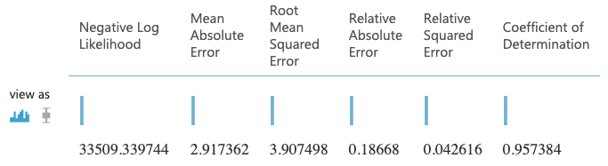 Negative Log Likelihood
Mean Absolute Error
Root Mean Squared Error
Relative Absolute Error
Relative Squared Error
Coefficient of Determination
view as
33509.339744 2.917362 3.907498 0.18668 0.042616 0.957384